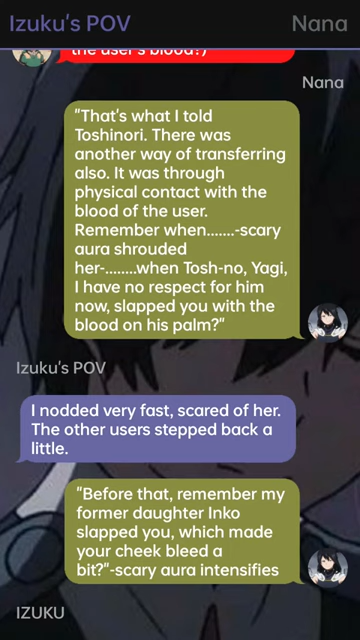 Izuku's POV
Nana
the user's blood?)
Nana
"That's what I told
Toshinori. There was
another way of transferring
also. It was through
physical contact with the
blood of the user.
Remember when.......-scary
aura shrouded
her-........when Tosh-no, Yagi,
I have no respect for him
now, slapped you with the
blood on his palm?"
Izuku's POV
I nodded very fast, scared of her.
The other users stepped back a
little.
"Before that, remember my
former daughter Inko
slapped you, which made
your cheek bleed a
bit?"-scary aura intensifies
IZUKU